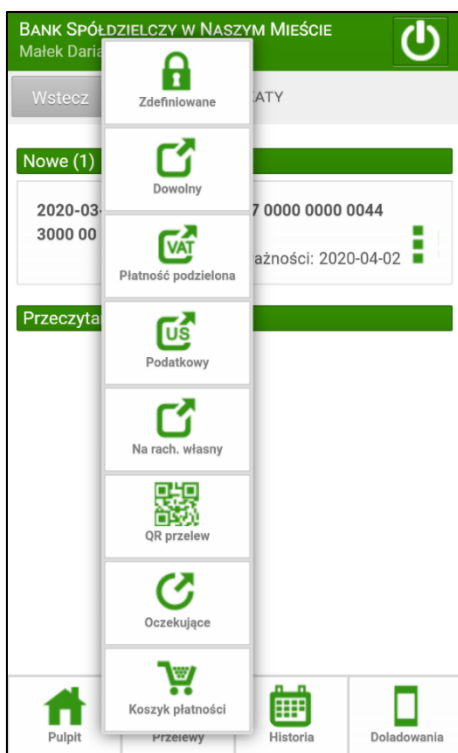 BANK SPÓŁDZIELCZY W NASZYM MIEŚCIE
Małek Daria
Wstecz
ATY
Nowe (1)
2020-03- 7 0000 0000 0044
3000 00
ażności: 2020-04-02
Przeczyta
Zdefiniowane
Dowolny
VAT
Płatność podzielona
US
Podatkowy
Na rach. własny
QR przelew
Oczekujące
Koszyk płatności
Pulpit
Przelewy
Historia
Doladowania